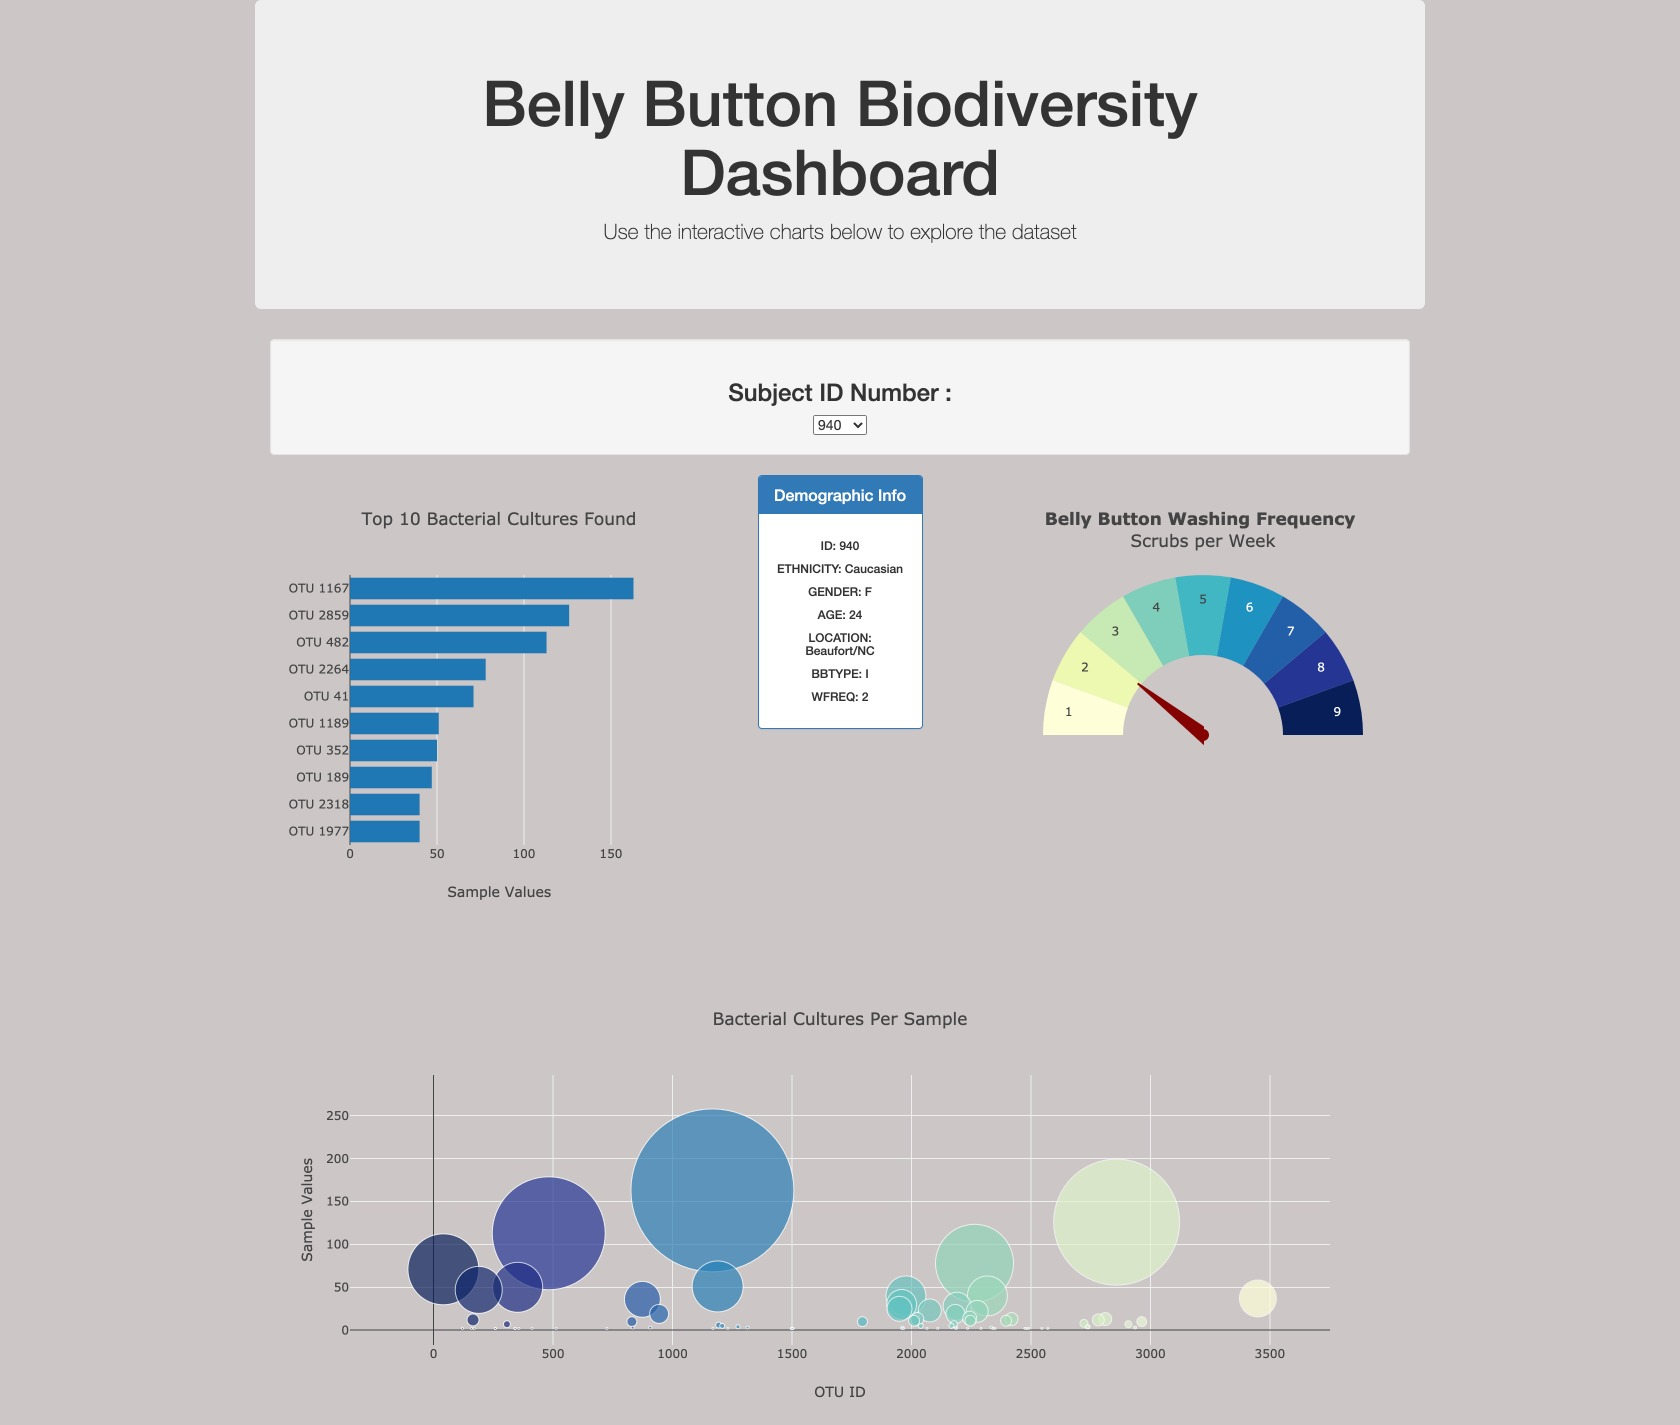 Belly Button Biodiversity
Dashboard
Use the interactive charts below to explore the dataset
Subject ID Number :
940
Top 10 Bacterial Cultures Found
OTU 1167
OTU 2859
OTU 482
OTU 2264
OTU 41
OTU 1189
OTU 352
OTU 189
OTU 2318
OTU 1977
0 50 100 150
Sample Values
Demographic Info
ID: 940
ETHNICITY: Caucasian
GENDER: F
AGE: 24
LOCATION:
Beaufort/NC
BBTYPE: I
WFREQ: 2
Belly Button Washing Frequency
Scrubs per Week
1
2
3
4
5
6
7
8
9
Bacterial Cultures Per Sample
Sample Values
250
200
150
100
50
0
0 500 1000 1500 2000 2500 3000 3500
OTU ID